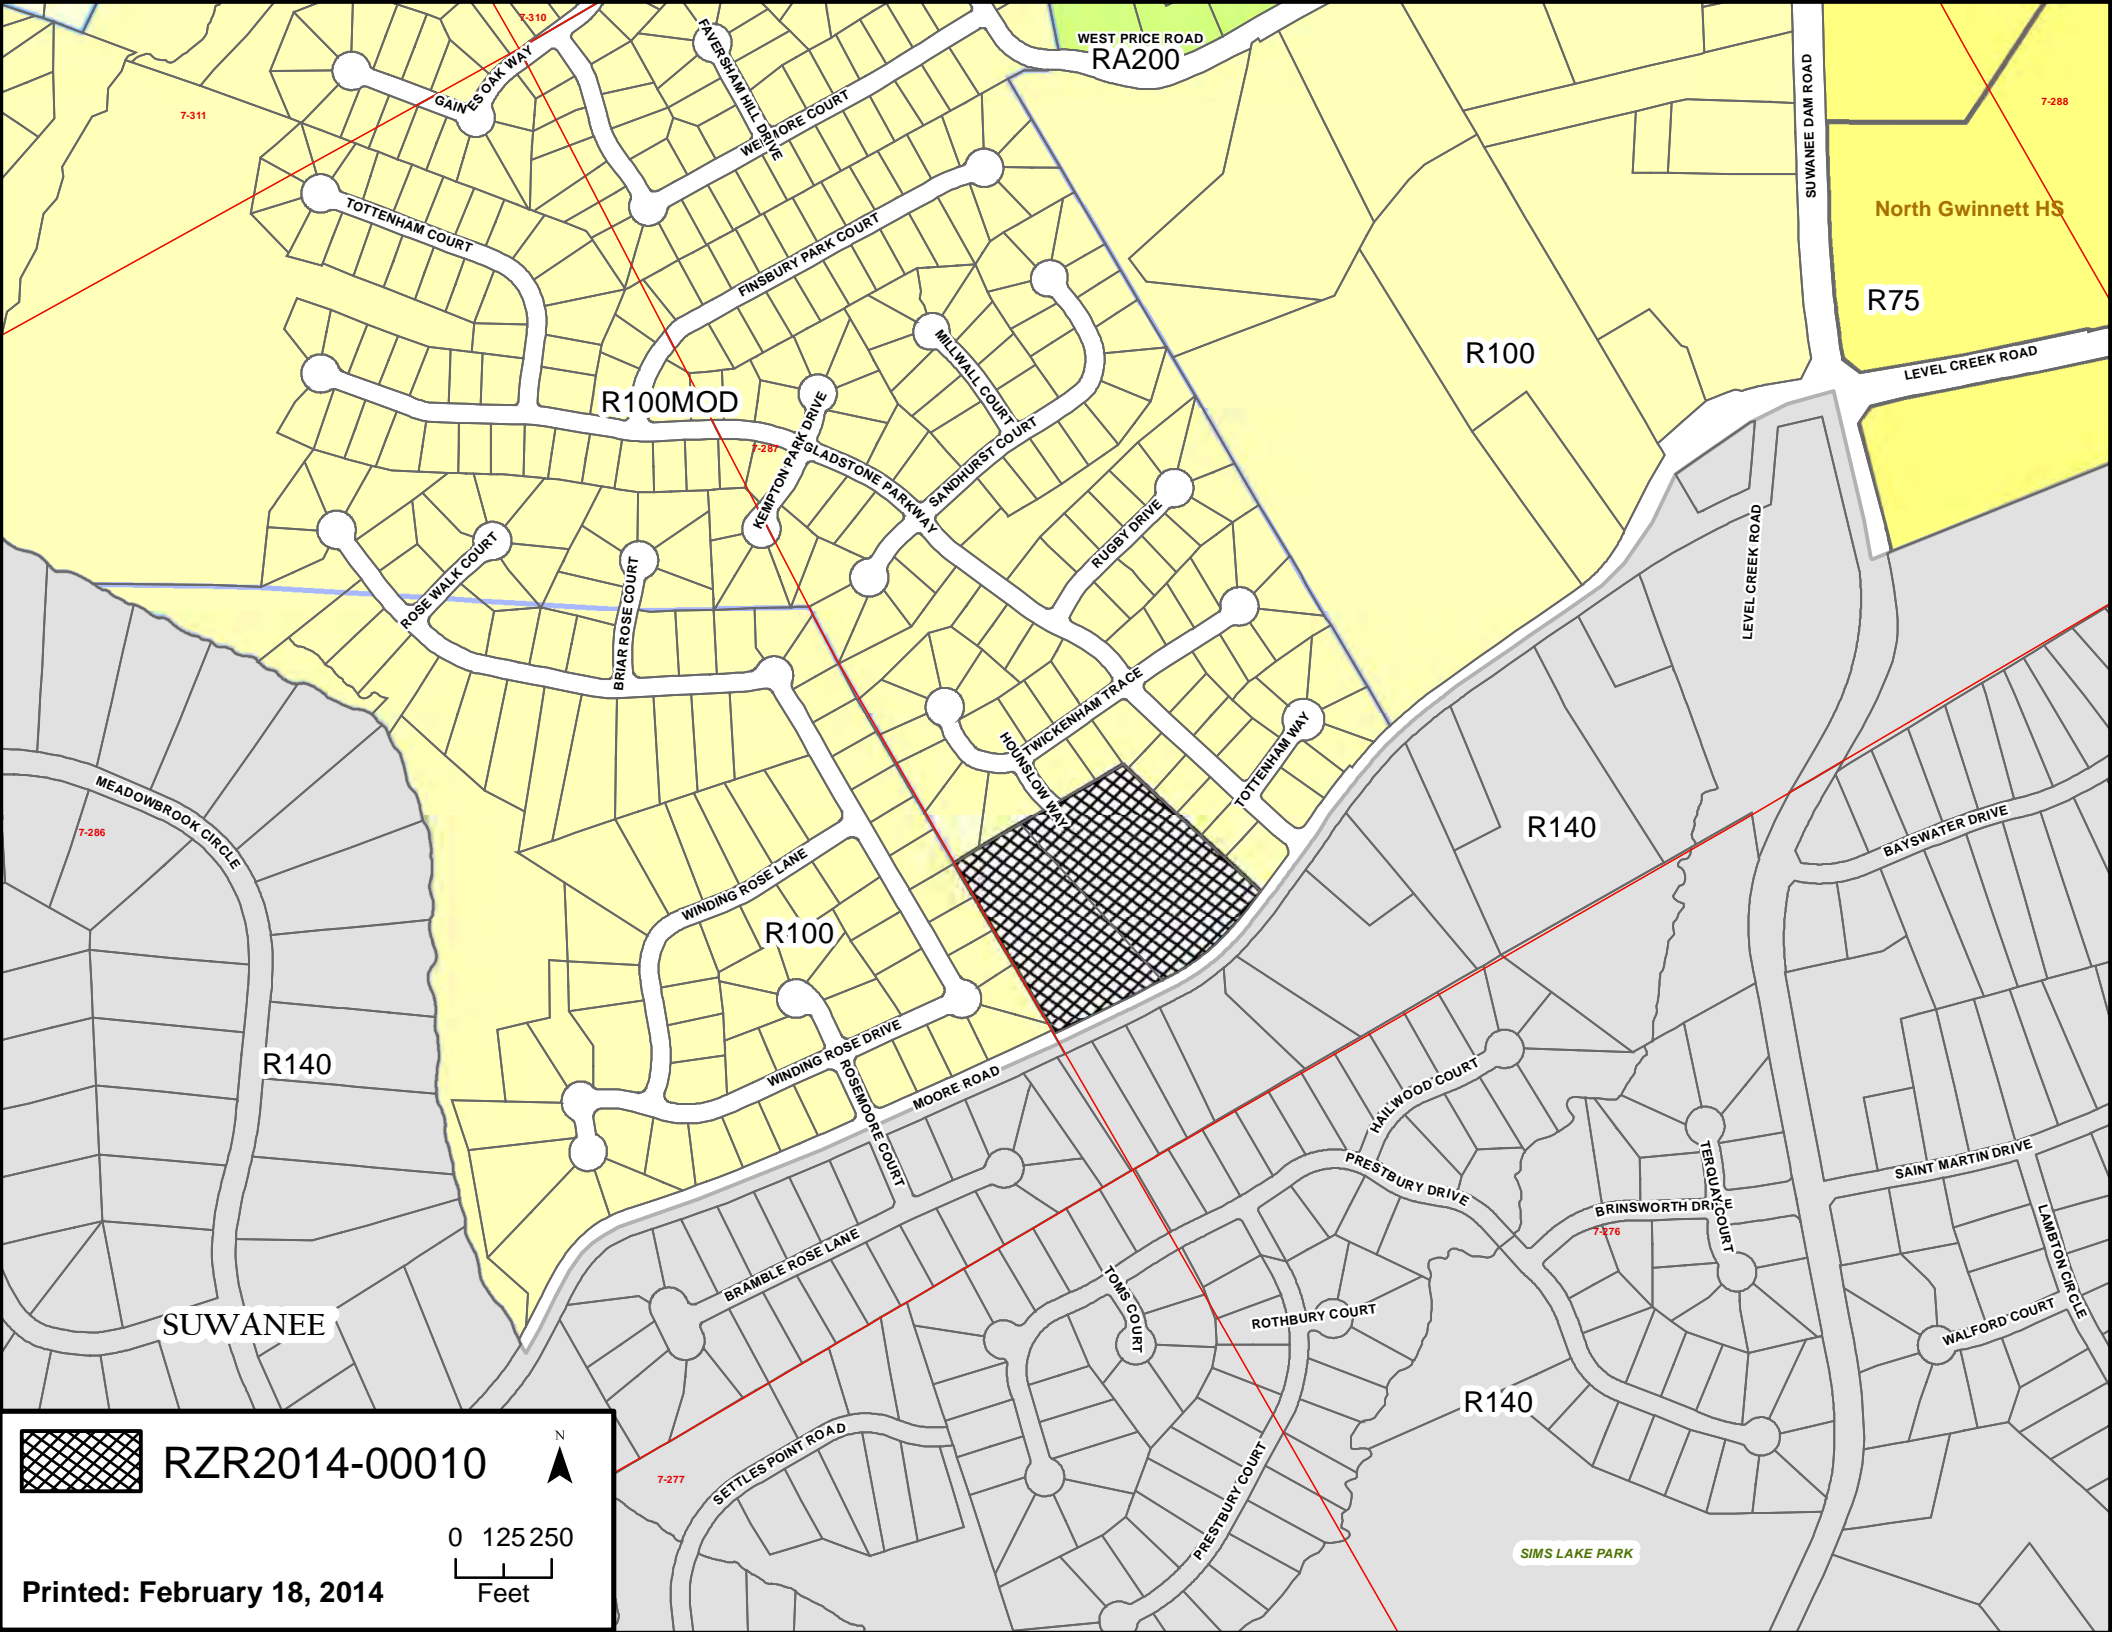 7-310
WEST PRICE ROAD
RA200
FAVERSHAM HILL DRIVE
GAINES OAK WAY
7-311
SUWANEE DAM ROAD
7-288
North Gwinnett HS
TOTTENHAM COURT
FINSBURY PARK COURT
R75
R100
LEVEL CREEK ROAD
MILLWALL COURT
R100MOD
7-287
KEMPTON PARK DRIVE
GLADSTONE PARKWAY
SANDHURST COURT
RUGBY DRIVE
LEVEL CREEK ROAD
ROSE WALK COURT
BRIAR ROSE COURT
TWICKENHAM TRACE
HOUNSLOW WAY
TOTTENHAM WAY
MEADOWBROOK CIRCLE
7-286
R140
BAYSWATER DRIVE
WINDING ROSE LANE
R100
R140
WINDING ROSE DRIVE
ROSEMOORE COURT
MOORE ROAD
HAILWOOD COURT
PRESTBURY DRIVE
TERQUAY COURT
BRINSWORTH DRIVE
7-276
SAINT MARTIN DRIVE
LAMBTON CIRCLE
WALFORD COURT
BRAMBLE ROSE LANE
TOMS COURT
ROTHBURY COURT
SUWANEE
R140
SETTLES POINT ROAD
7-277
PRESTBURY COURT
SIMS LAKE PARK
RZR2014-00010
N
0 125 250
Feet
Printed: February 18, 2014